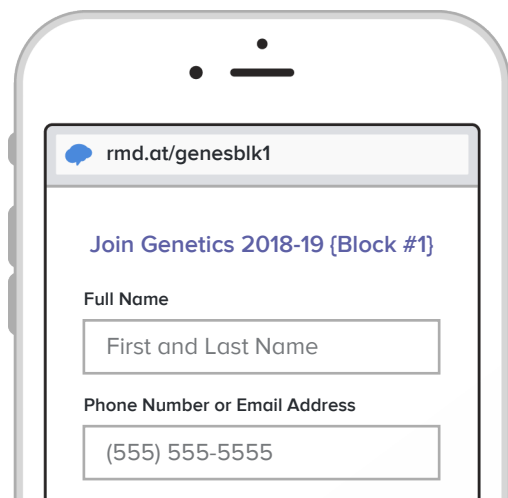 rmd.at/genesblk1
Join Genetics 2018-19 {Block #1}
Full Name
First and Last Name
Phone Number or Email Address
(555) 555-5555